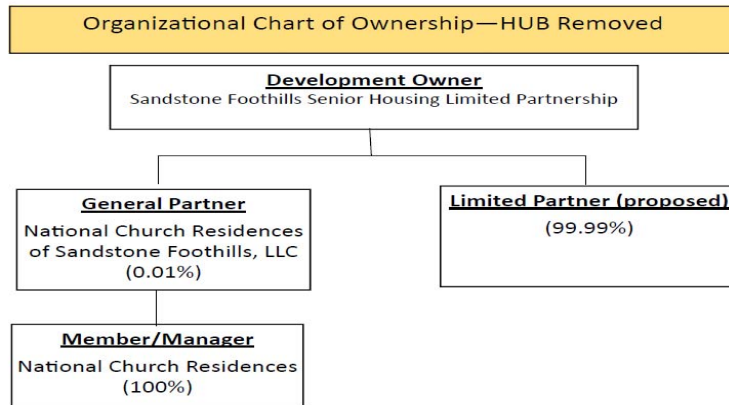 Organizational Chart of Ownership—HUB Removed
Development Owner
Sandstone Foothills Senior Housing Limited Partnership
General Partner
National Church Residences
of Sandstone Foothills, LLC
(0.01%)
Limited Partner (proposed)
(99.99%)
Member/Manager
National Church Residences
(100%)